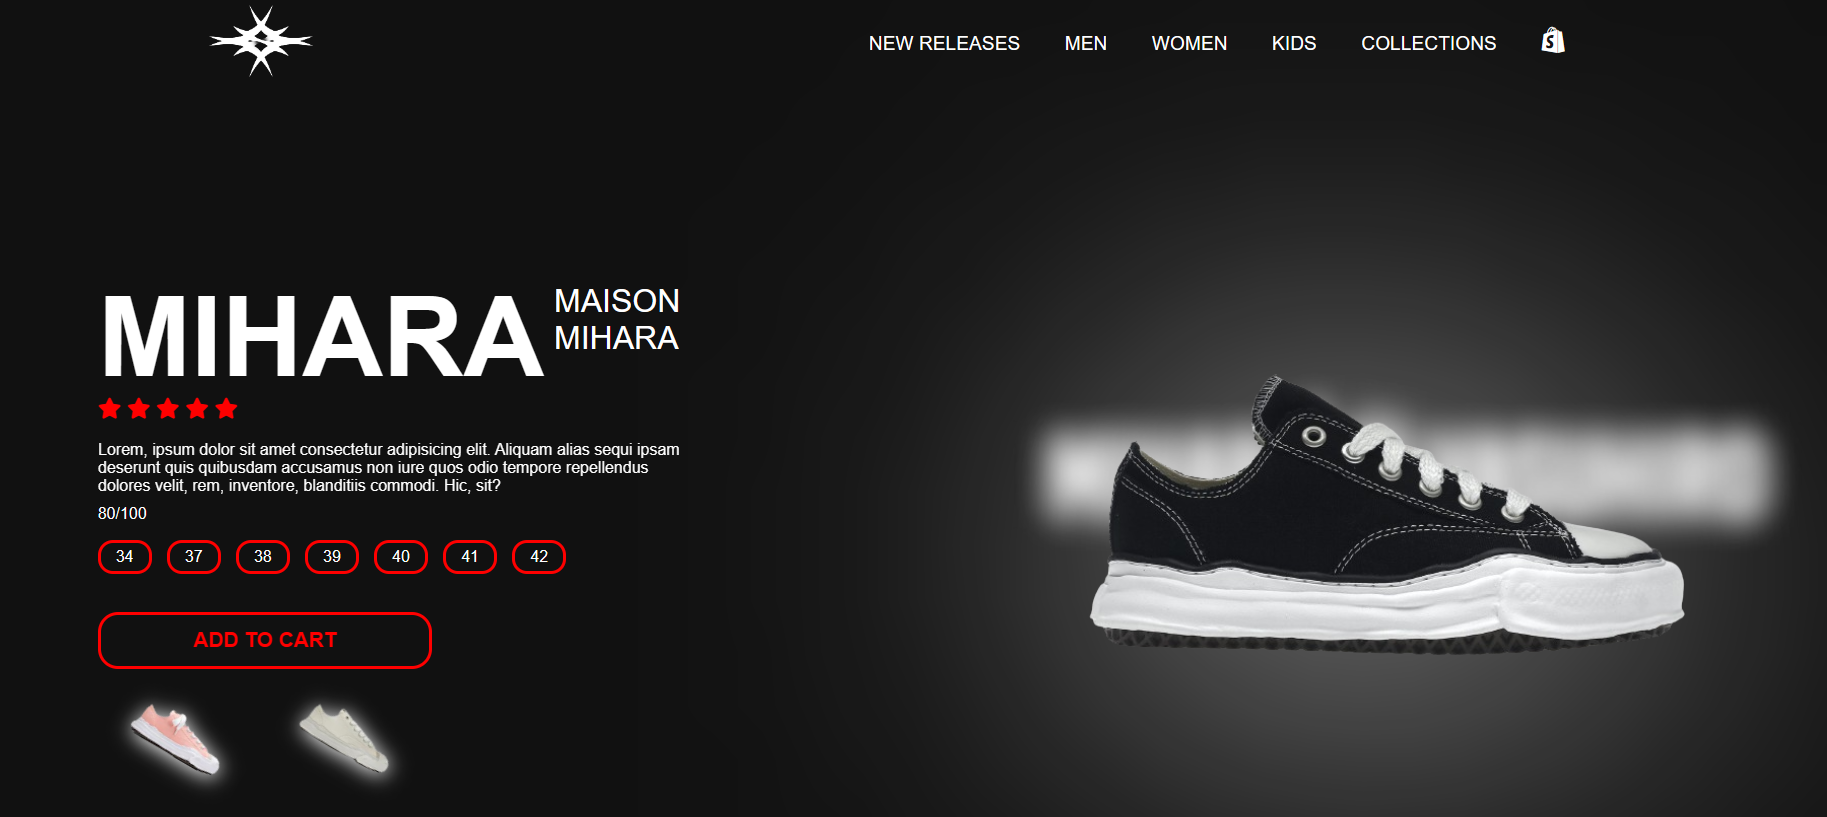 NEW RELEASES MEN WOMEN KIDS COLLECTIONS
MIHARA
MAISON
MIHARA
Lorem, ipsum dolor sit amet consectetur adipisicing elit. Aliquam alias sequi ipsam
deserunt quis quibusdam accusamus non iure quos odio tempore repellendus
dolores velit, rem, inventore, blanditiis commodi. Hic, sit?
80/100
34 37 38 39 40 41 42
ADD TO CART